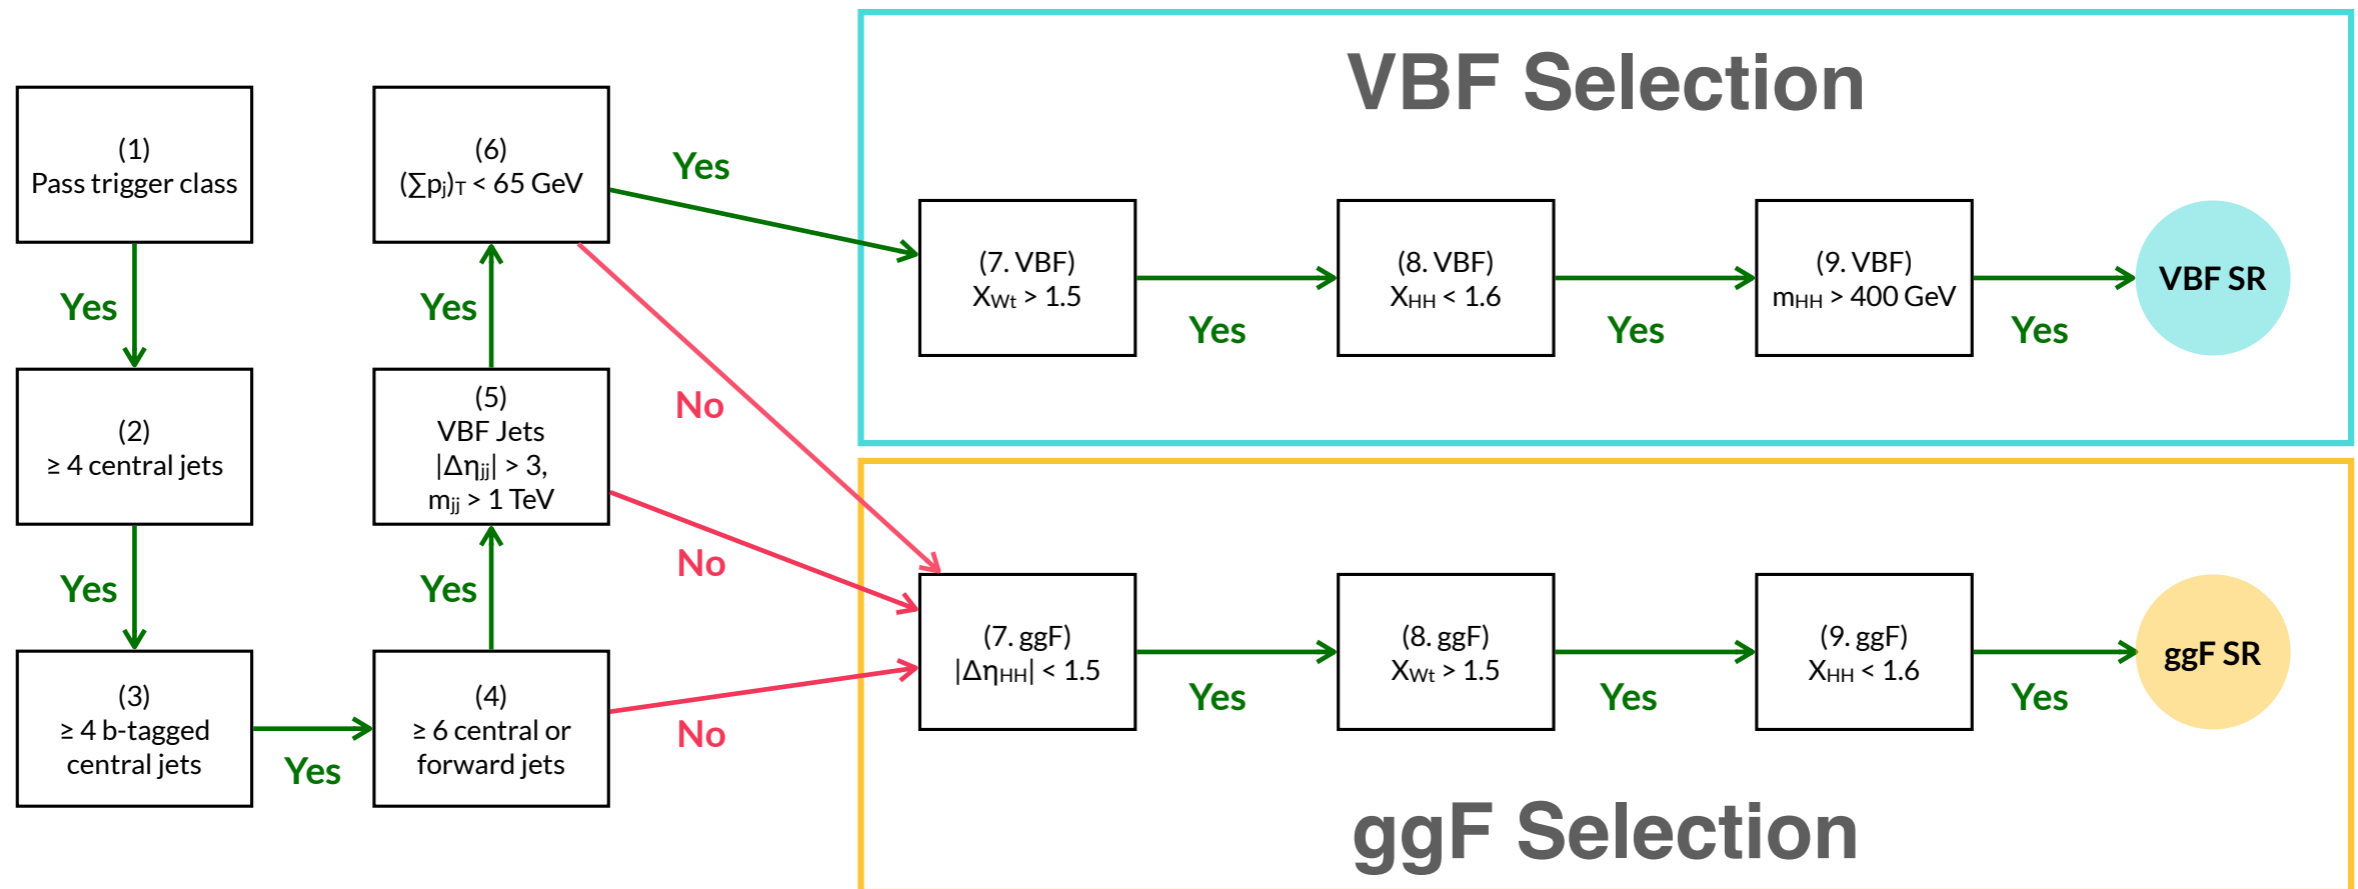 (1)
Pass trigger class
Yes
(2)
≥ 4 central jets
Yes
(3)
≥ 4 b-tagged
central jets
Yes
(4)
≥ 6 central or
forward jets
Yes
No
(5)
VBF Jets
|Δηjj| > 3,
mjj > 1 TeV
Yes
No
(6)
(∑pj)T < 65 GeV
Yes
No
VBF Selection
(7. VBF)
XWt > 1.5
Yes
(8. VBF)
XHH < 1.6
Yes
(9. VBF)
mHH > 400 GeV
Yes
VBF SR
(7. ggF)
|ΔηHH| < 1.5
Yes
(8. ggF)
XWt > 1.5
Yes
(9. ggF)
XHH < 1.6
Yes
ggF SR
ggF Selection